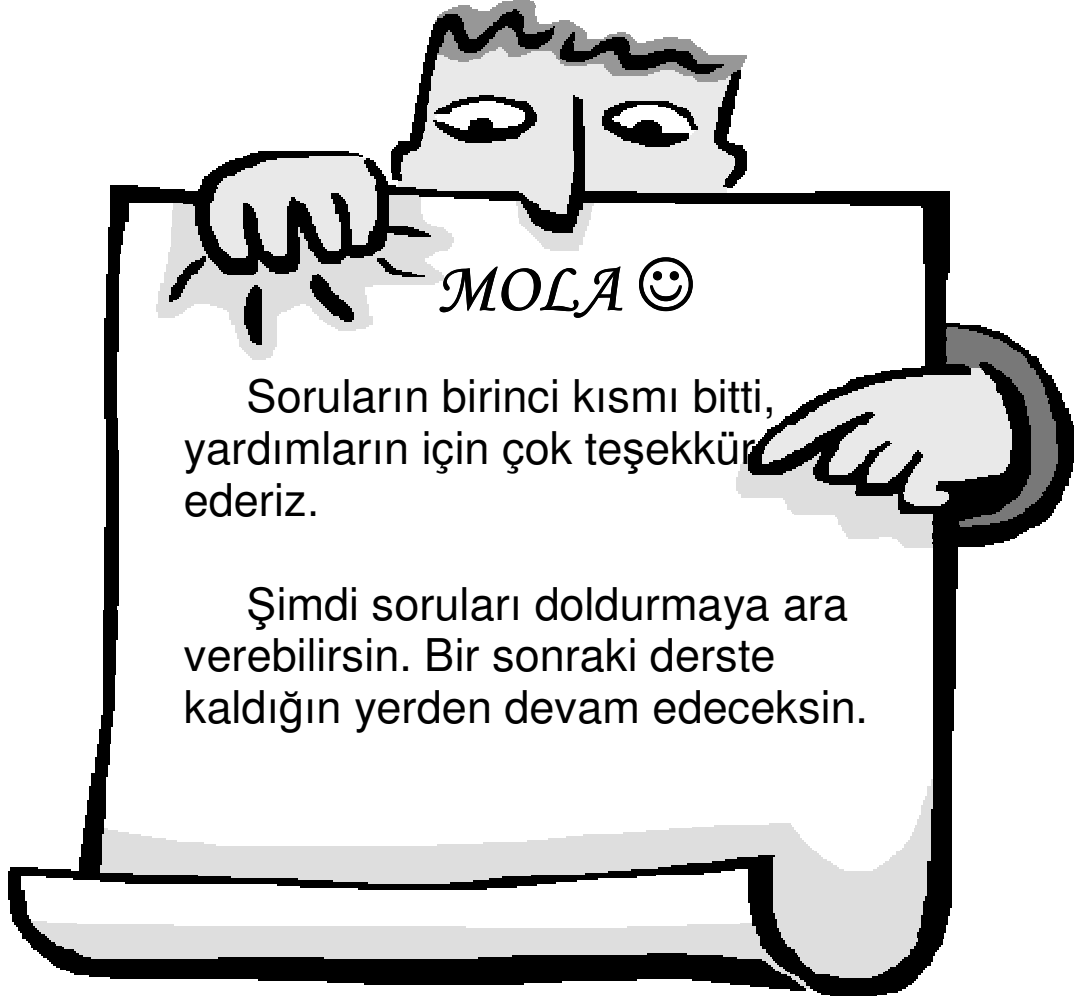 MOLA ☺
Soruların birinci kısmı bitti,
yardımların için çok teşekkür
ederiz.
Şimdi soruları doldurmaya ara
verebilirsin. Bir sonraki derste
kaldığın yerden devam edeceksin.